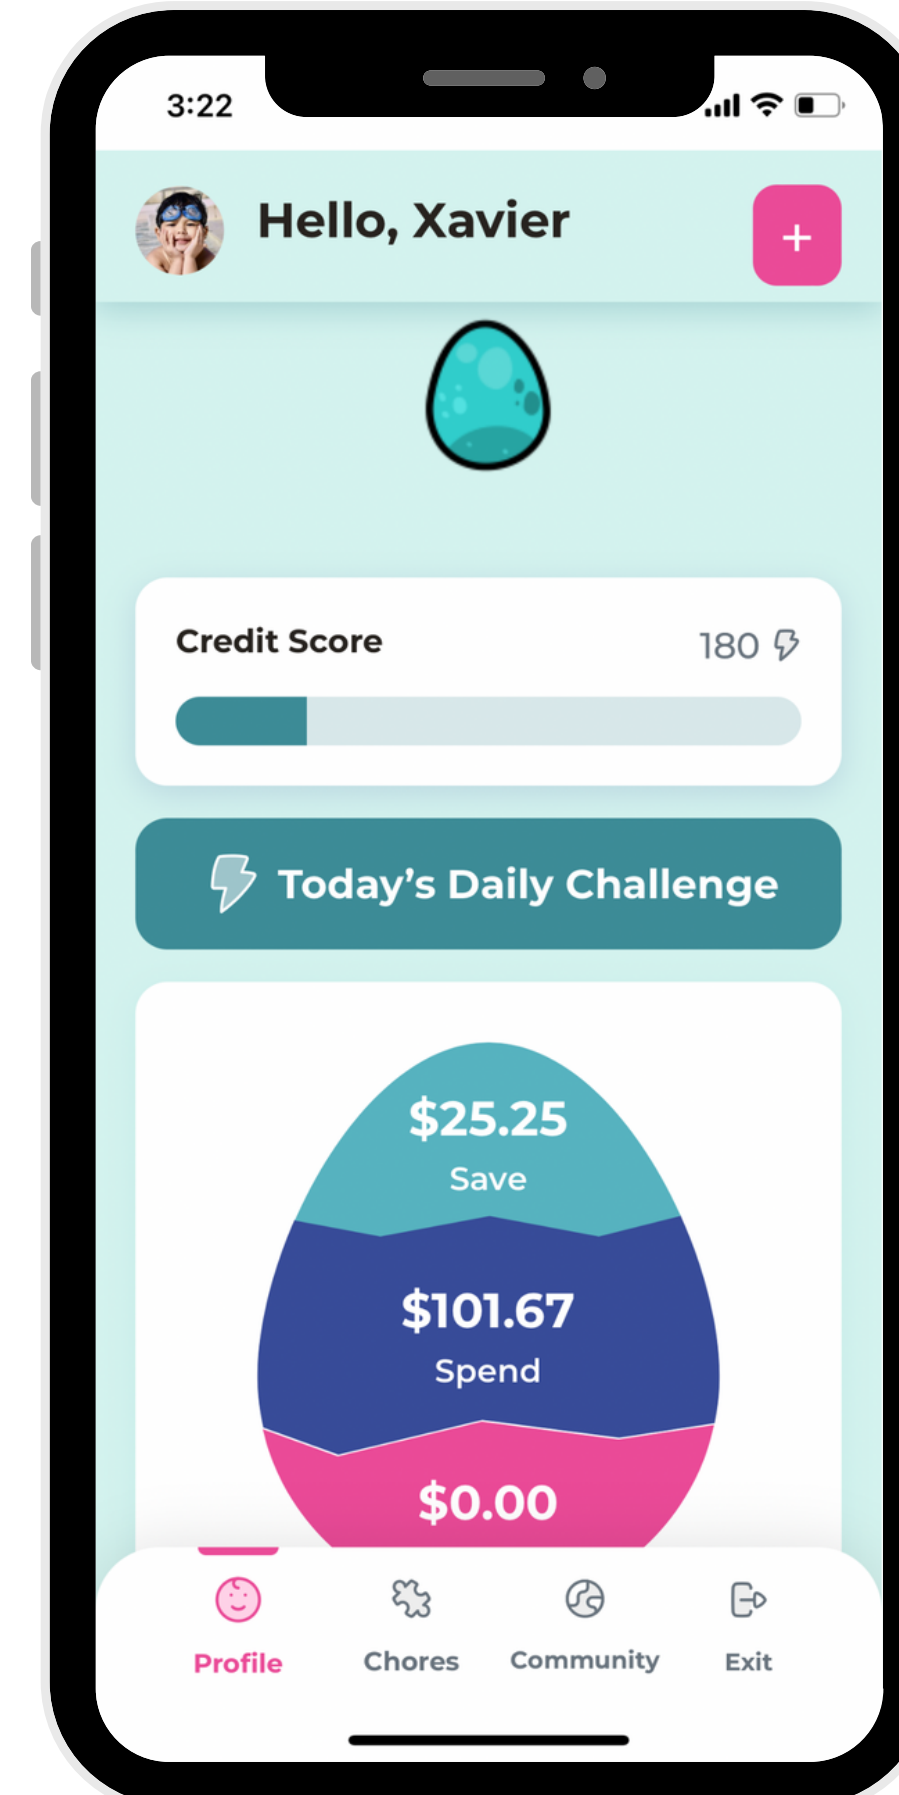 3:22
Hello, Xavier
+
Credit Score
180
Today’s Daily Challenge
$25.25
Save
$101.67
Spend
$0.00
Profile
Chores
Community
Exit